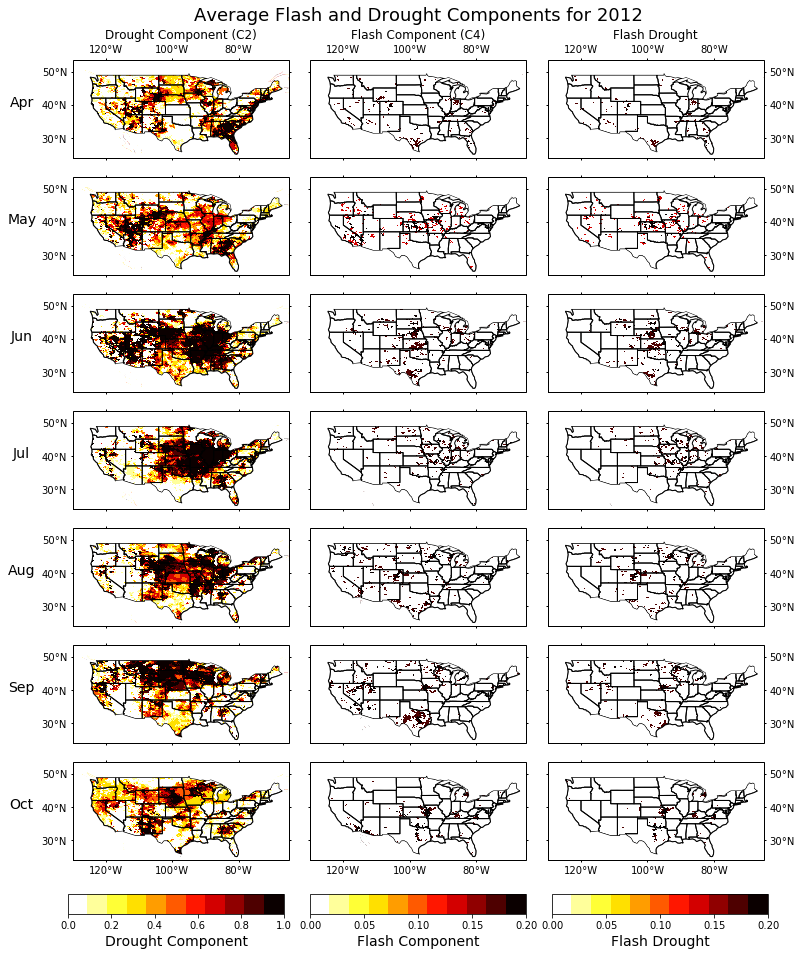 Average Flash and Drought Components for 2012
Drought Component (C2) Flash Component (C4) Flash Drought
120°W 100°W 80°W 120°W 100°W 80°W 120°W 100°W 80°W
50°N 50°N
Apr 40°N 40°N
30°N 30°N
50°N 50°N
May 40°N 40°N
30°N 30°N
50°N 50°N
Jun 40°N 40°N
30°N 30°N
50°N 50°N
Jul 40°N 40°N
30°N 30°N
50°N 50°N
Aug 40°N 40°N
30°N 30°N
50°N 50°N
Sep 40°N 40°N
30°N 30°N
50°N 50°N
Oct 40°N 40°N
30°N 30°N
120°W 100°W 80°W 120°W 100°W 80°W 120°W 100°W 80°W
0.0 0.2 0.4 0.6 0.8 1.0 0.00 0.05 0.10 0.15 0.20 0.00 0.05 0.10 0.15 0.20
Drought Component Flash Component Flash Drought